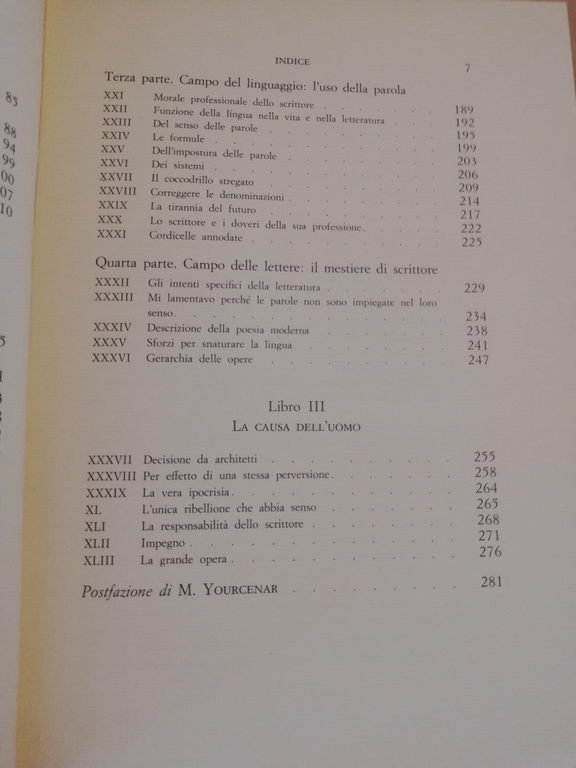 85
88
94
99
00
07
10
INDICE 7
Terza parte. Campo del linguaggio: l'uso della parola
XXI Morale professionale dello scrittore . . . . . . 189
XXII Funzione della lingua nella vita e nella letteratura . . . 192
XXIII Del senso delle parole . . . . . . . . . 195
XXIV Le formule . . . . . . . . . . . 199
XXV Dell'impostura delle parole . . . . . . . . 203
XXVI Dei sistemi . . . . . . . . . . . 206
XXVII Il coccodrillo stregato . . . . . . . . . 209
XXVIII Correggere le denominazioni . . . . . . . . 214
XXIX La tirannia del futuro . . . . . . . . . 217
XXX Lo scrittore e i doveri della sua professione . . . . 222
XXXI Cordicelle annodate . . . . . . . . . 225
Quarta parte. Campo delle lettere: il mestiere di scrittore
XXXII Gli intenti specifici della letteratura . . . . . . 229
XXXIII Mi lamentavo perché le parole non sono impiegate nel loro
senso . . . . . . . . . . . . 234
XXXIV Descrizione della poesia moderna . . . . . . 238
XXXV Sforzi per snaturare la lingua . . . . . . . 241
XXXVI Gerarchia delle opere . . . . . . . . . 247
Libro III
LA CAUSA DELL'UOMO
XXXVII Decisione da architetti . . . . . . . . 255
XXXVIII Per effetto di una stessa perversione . . . . . . 258
XXXIX La vera ipocrisia . . . . . . . . . . 264
XL L'unica ribellione che abbia senso . . . . . . 265
XLI La responsabilità dello scrittore . . . . . . . 268
XLII Impegno . . . . . . . . . . . . 271
XLIII La grande opera . . . . . . . . . . 276
Postfazione di M. YOURCENAR . . . . . . . . 281